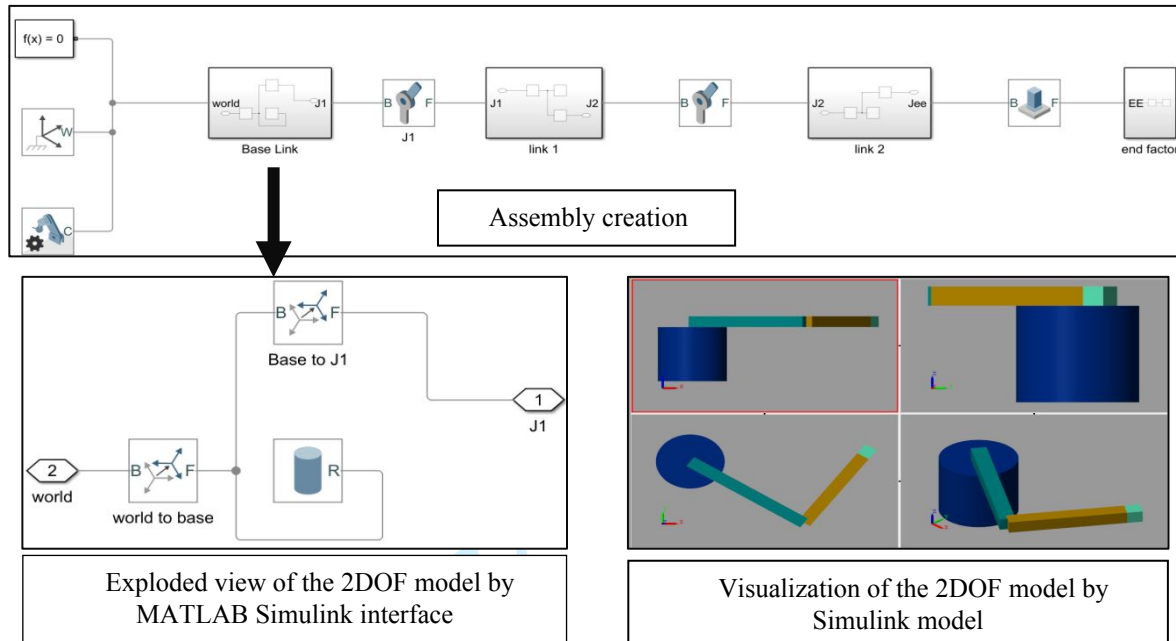 f(x) = 0
W
C
world
J1
Base Link
B
F
J1
J1
J2
link 1
B
F
J2
Jee
link 2
B
F
EE
end factor
Assembly creation
B
F
Base to J1
1
J1
2
world
B
F
world to base
R
Exploded view of the 2DOF model by
MATLAB Simulink interface
Visualization of the 2DOF model by
Simulink model